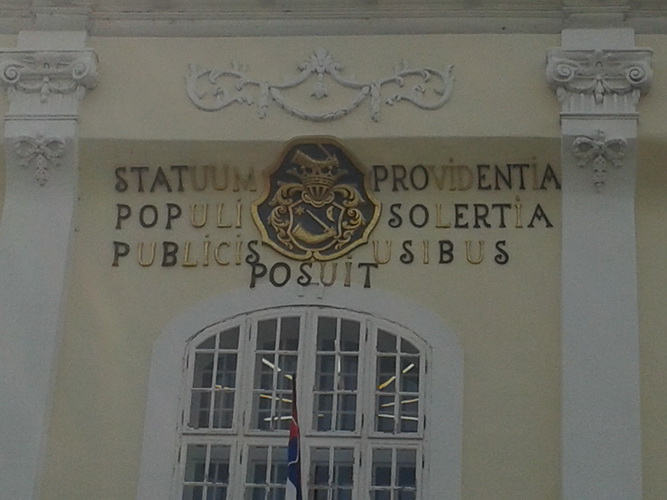 STATUUM PROVIDENTIA
POPULI SOLERTIA
PUBLICIS USIBUS
POSUIT